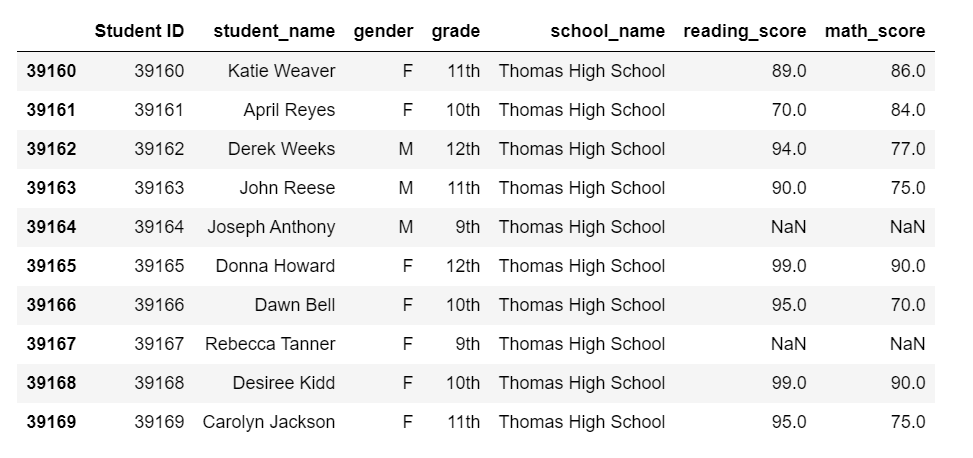 Student ID student_name gender grade school_name reading_score math_score
39160 39160 Katie Weaver F 11th Thomas High School 89.0 86.0
39161 39161 April Reyes F 10th Thomas High School 70.0 84.0
39162 39162 Derek Weeks M 12th Thomas High School 94.0 77.0
39163 39163 John Reese M 11th Thomas High School 90.0 75.0
39164 39164 Joseph Anthony M 9th Thomas High School NaN NaN
39165 39165 Donna Howard F 12th Thomas High School 99.0 90.0
39166 39166 Dawn Bell F 10th Thomas High School 95.0 70.0
39167 39167 Rebecca Tanner F 9th Thomas High School NaN NaN
39168 39168 Desiree Kidd F 10th Thomas High School 99.0 90.0
39169 39169 Carolyn Jackson F 11th Thomas High School 95.0 75.0